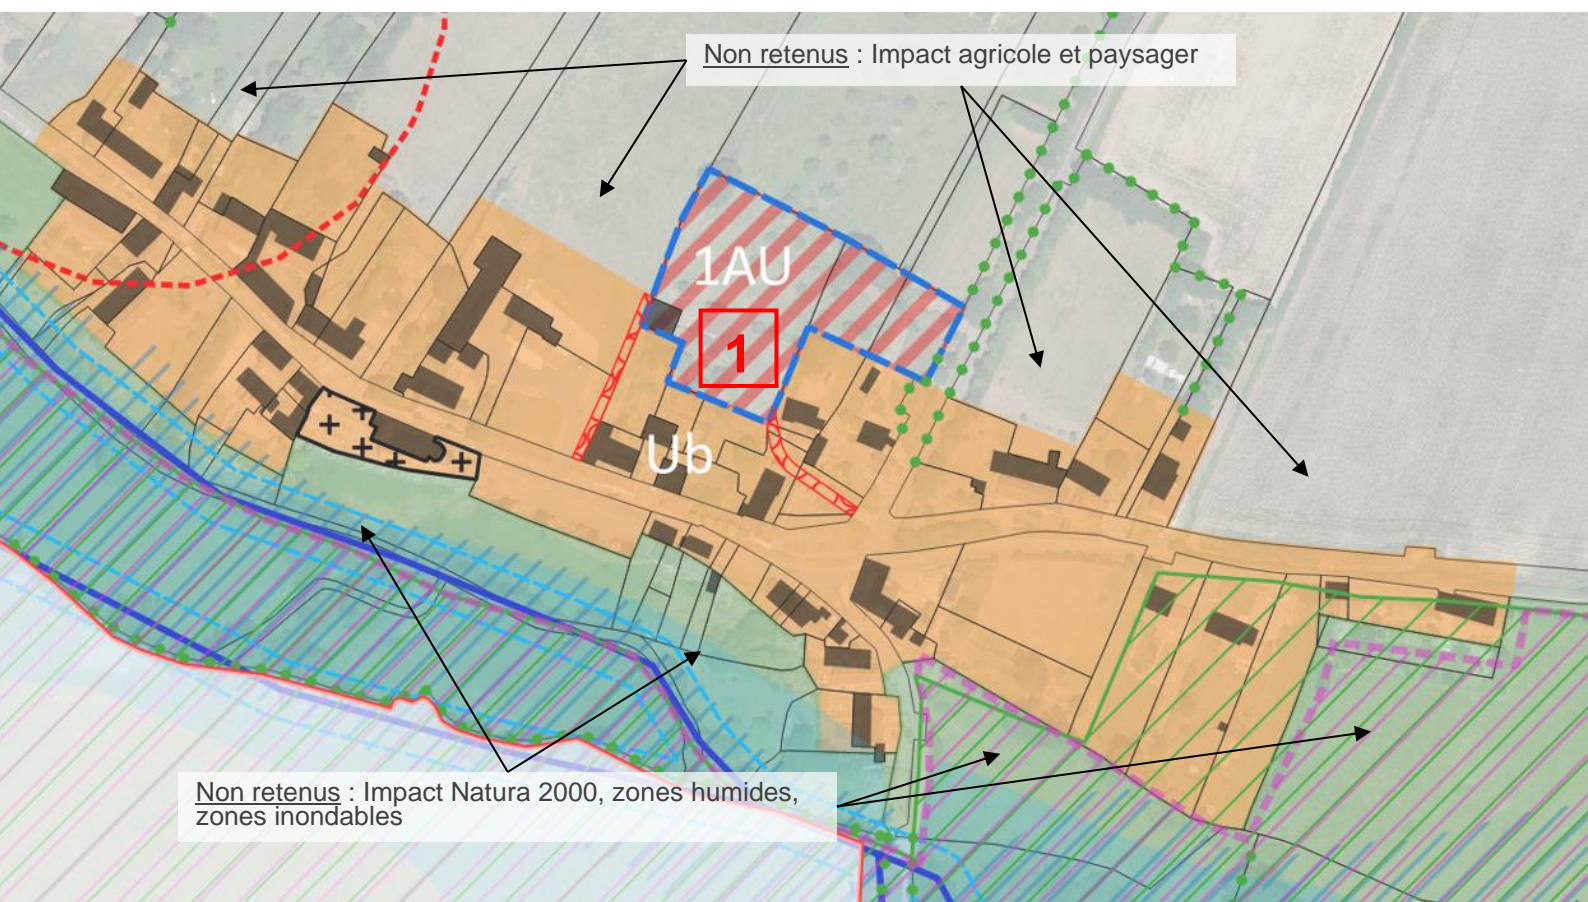 Non retenus : Impact agricole et paysager
1AU
1
Ub
Non retenus : Impact Natura 2000, zones humides,
zones inondables